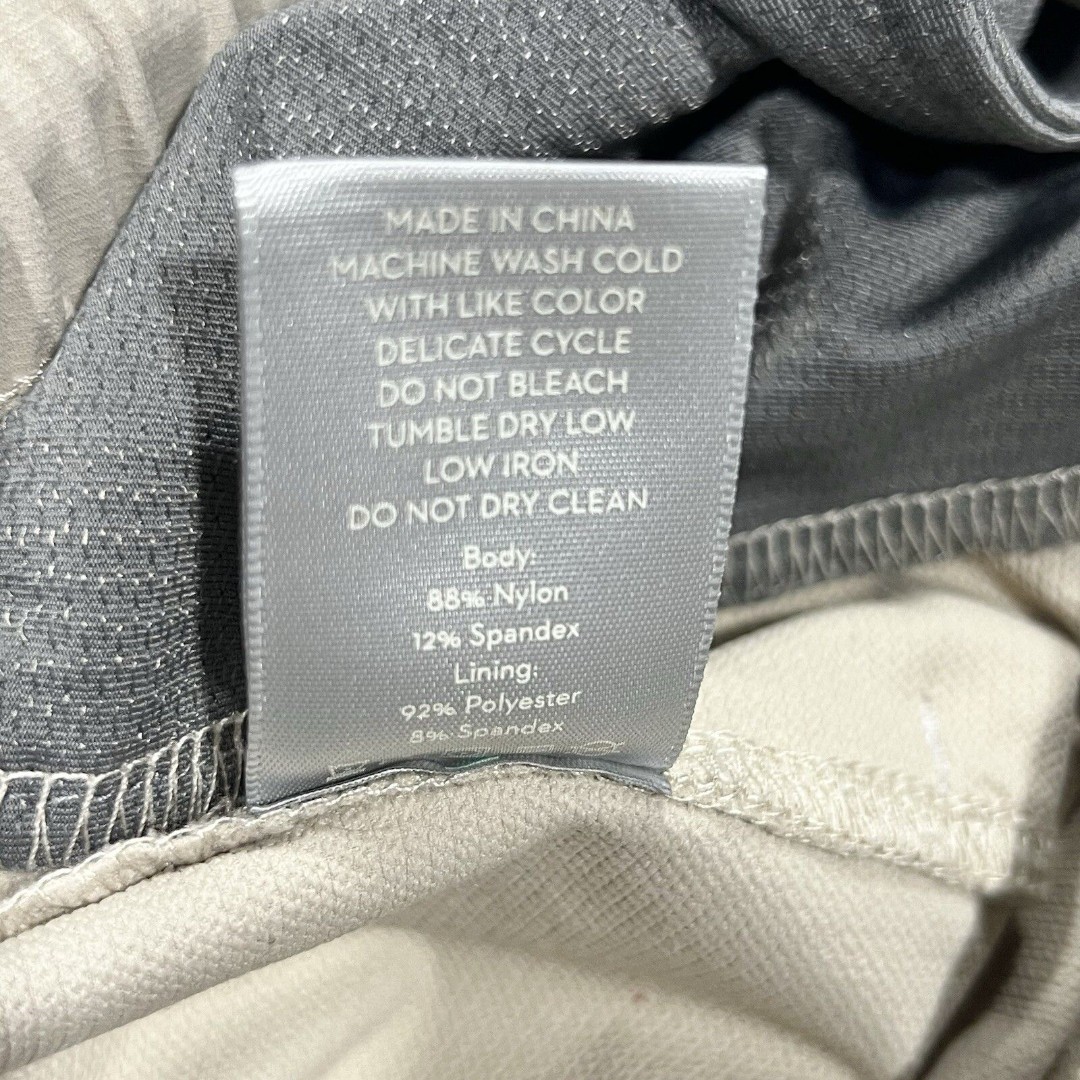 MADE IN CHINA
MACHINE WASH COLD
WITH LIKE COLOR
DELICATE CYCLE
DO NOT BLEACH
TUMBLE DRY LOW
LOW IRON
DO NOT DRY CLEAN
Body:
88% Nylon
12% Spandex
Lining:
92% Polyester
8% Spandex